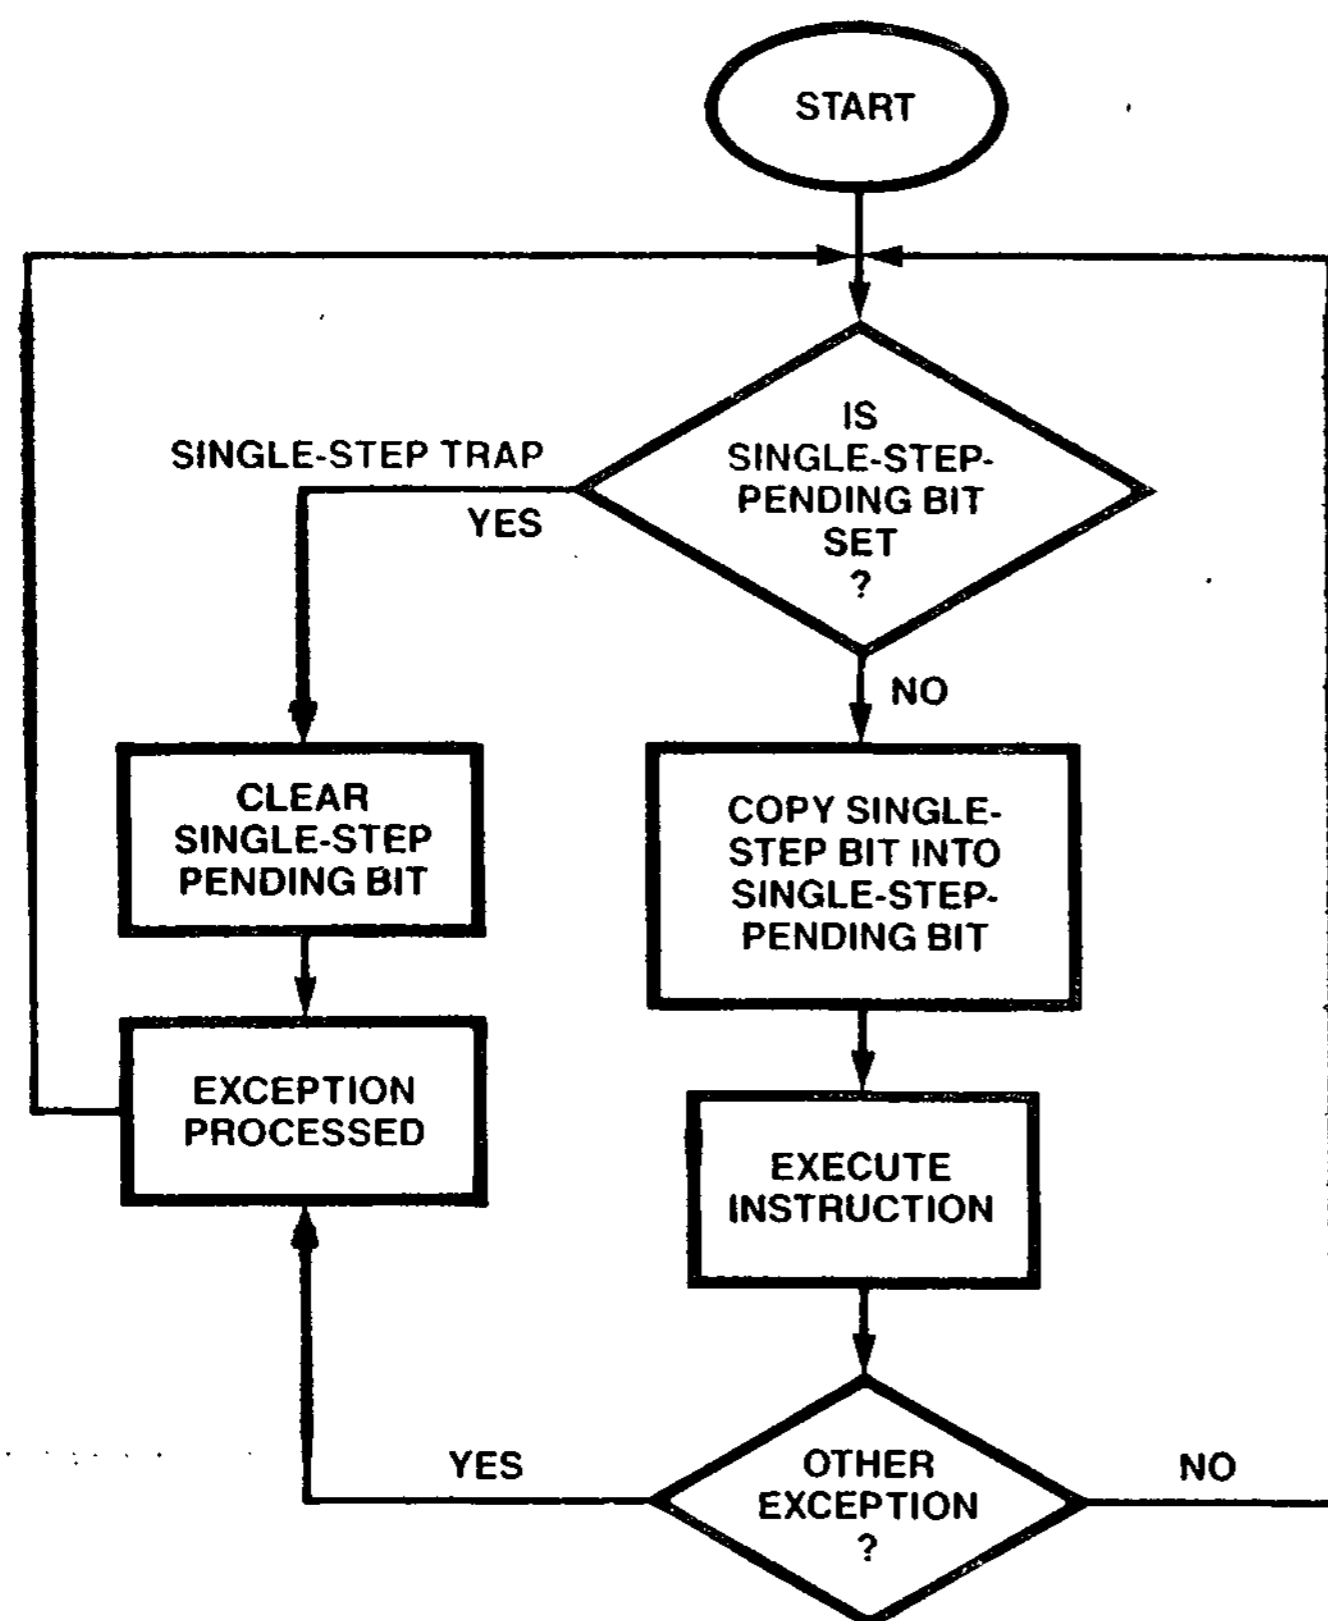 START
IS
SINGLE-STEP-
PENDING BIT
SET
?
SINGLE-STEP TRAP
YES
NO
CLEAR
SINGLE-STEP
PENDING BIT
COPY SINGLE-
STEP BIT INTO
SINGLE-STEP-
PENDING BIT
EXCEPTION
PROCESSED
EXECUTE
INSTRUCTION
YES
OTHER
EXCEPTION
?
NO